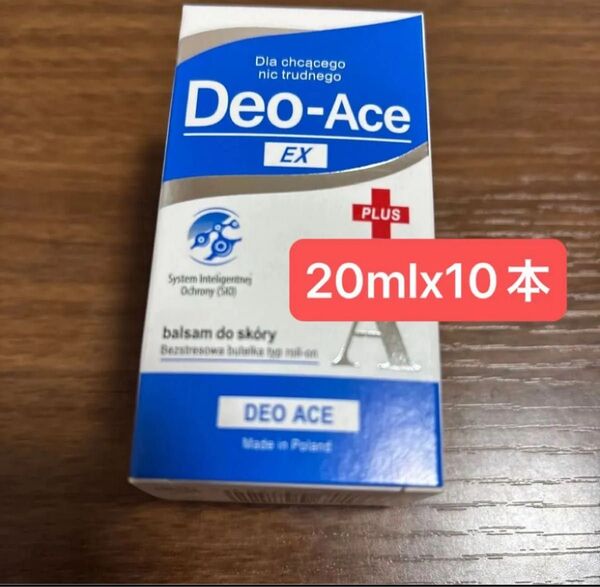 Dla chcącego
nic trudnego
Deo-Ace
EX
PLUS
System Inteligentnej
Ochrony (SIO)
20mlx10本
A
balsam do skóry
Bezstresowa butelka typ roll-on
DEO ACE
Made in Poland